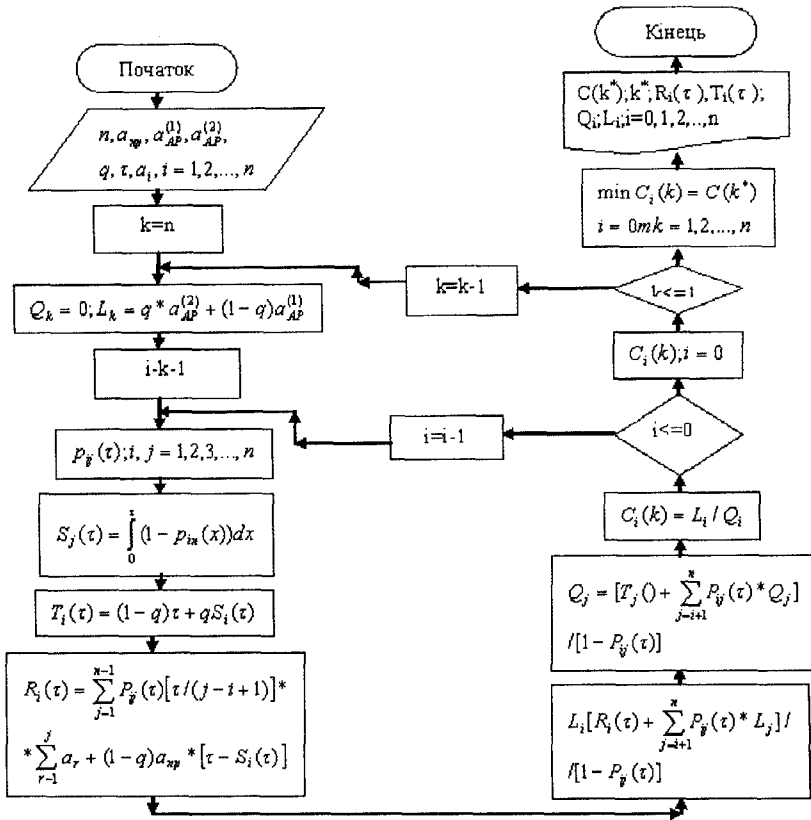 Початок
n, a_пр, a_AP^(1), a_AP^(2),
q, τ, a_i, i = 1,2,..., n
k=n
Q_k = 0; L_k = q * a_AP^(2) + (1-q)a_AP^(1)
i-k-1
p_ij(τ); i, j = 1,2,3,..., n
S_j(τ) = ∫_0^τ (1 - p_in(x))dx
T_i(τ) = (1-q)τ + qS_i(τ)
R_i(τ) = ∑_{j-1}^{n-1} P_ij(τ)[τ/(j-i+1)]*
* ∑_{r-1}^{j} a_r + (1-q)a_пр * [τ - S_i(τ)]
L_i[R_i(τ) + ∑_{j-i+1}^{n} P_ij(τ) * L_j] /
/[1 - P_ij(τ)]
Q_j = [T_j() + ∑_{j-i+1}^{n} P_ij(τ) * Q_j]
/[1 - P_ij(τ)]
C_i(k) = L_i / Q_i
i<=0
i=i-1
C_i(k); i = 0
k<=1
k=k-1
min C_i(k) = C(k*)
i = 0mk = 1,2,..., n
C(k*);k*,R_i(τ),T_i(τ);
Q_i;L_i;i=0,1,2,..,n
Кінець